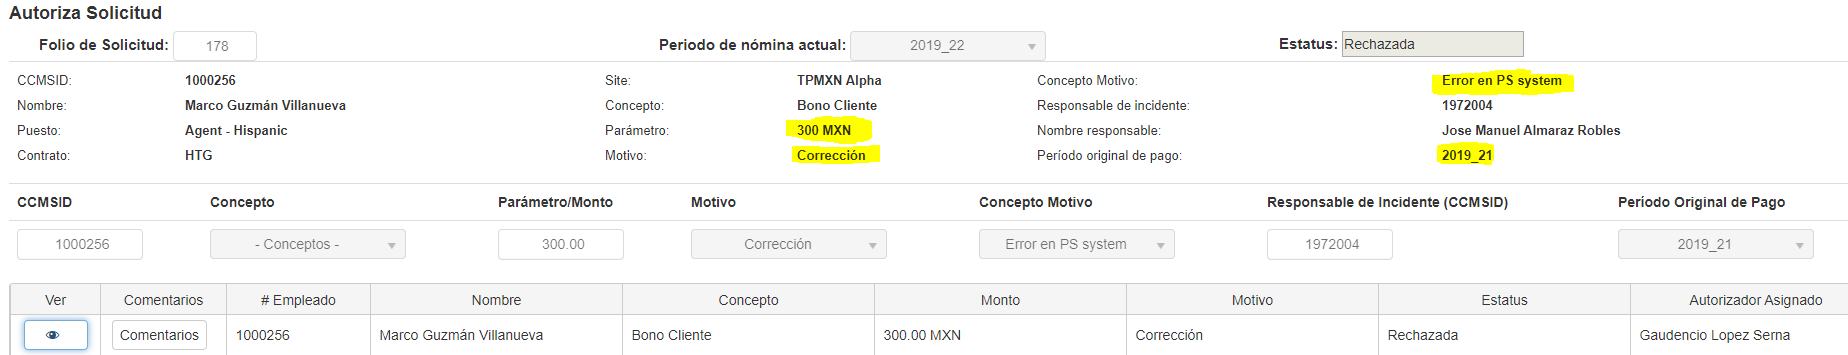 Autoriza Solicitud
Folio de Solicitud: 178 Periodo de nómina actual: 2019_22 Estatus: Rechazada
CCMSID: 1000256 Site: TPMXN Alpha Concepto Motivo: Error en PS system
Nombre: Marco Guzmán Villanueva Concepto: Bono Cliente Responsable de incidente: 1972004
Puesto: Agent - Hispanic Parámetro: 300 MXN Nombre responsable: Jose Manuel Almaraz Robles
Contrato: HTG Motivo: Corrección Período original de pago: 2019_21
CCMSID Concepto Parámetro/Monto Motivo Concepto Motivo Responsable de Incidente (CCMSID) Período Original de Pago
1000256 - Conceptos - 300.00 Corrección Error en PS system 1972004 2019_21
Ver Comentarios # Empleado Nombre Concepto Monto Motivo Estatus Autorizador Asignado
Comentarios 1000256 Marco Guzmán Villanueva Bono Cliente 300.00 MXN Corrección Rechazada Gaudencio Lopez Serna